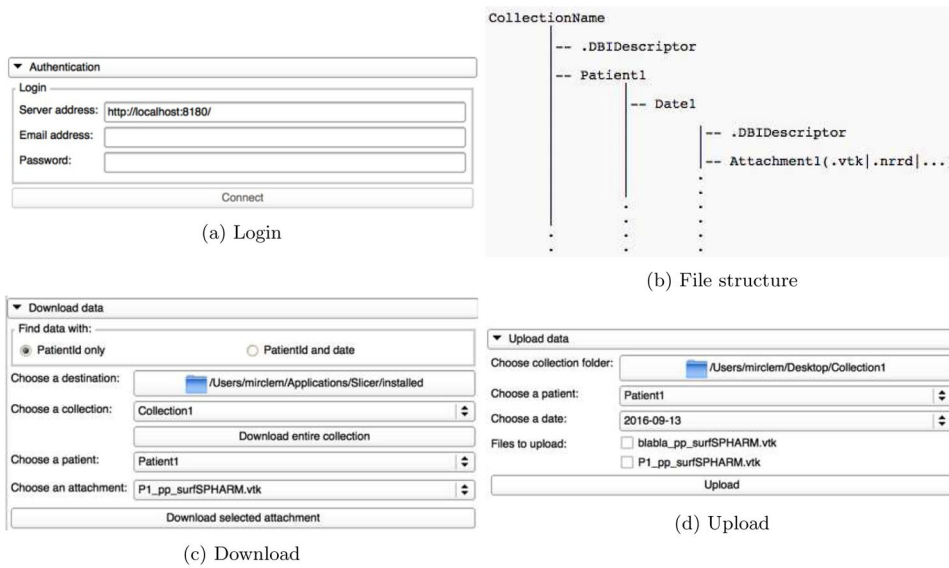 Authentication
Login
Server address: http://localhost:8180/
Email address:
Password:
Connect
(a) Login
CollectionName
-- .DBIDescriptor
-- Patient1
-- Date1
-- .DBIDescriptor
-- Attachment1(.vtk|.nrrd|...)
(b) File structure
Download data
Find data with:
PatientId only PatientId and date
Choose a destination: /Users/mirclem/Applications/Slicer/installed
Choose a collection: Collection1
Download entire collection
Choose a patient: Patient1
Choose an attachment: P1_pp_surfSPHARM.vtk
Download selected attachment
(c) Download
Upload data
Choose collection folder: /Users/mirclem/Desktop/Collection1
Choose a patient: Patient1
Choose a date: 2016-09-13
Files to upload: blabla_pp_surfSPHARM.vtk
P1_pp_surfSPHARM.vtk
Upload
(d) Upload